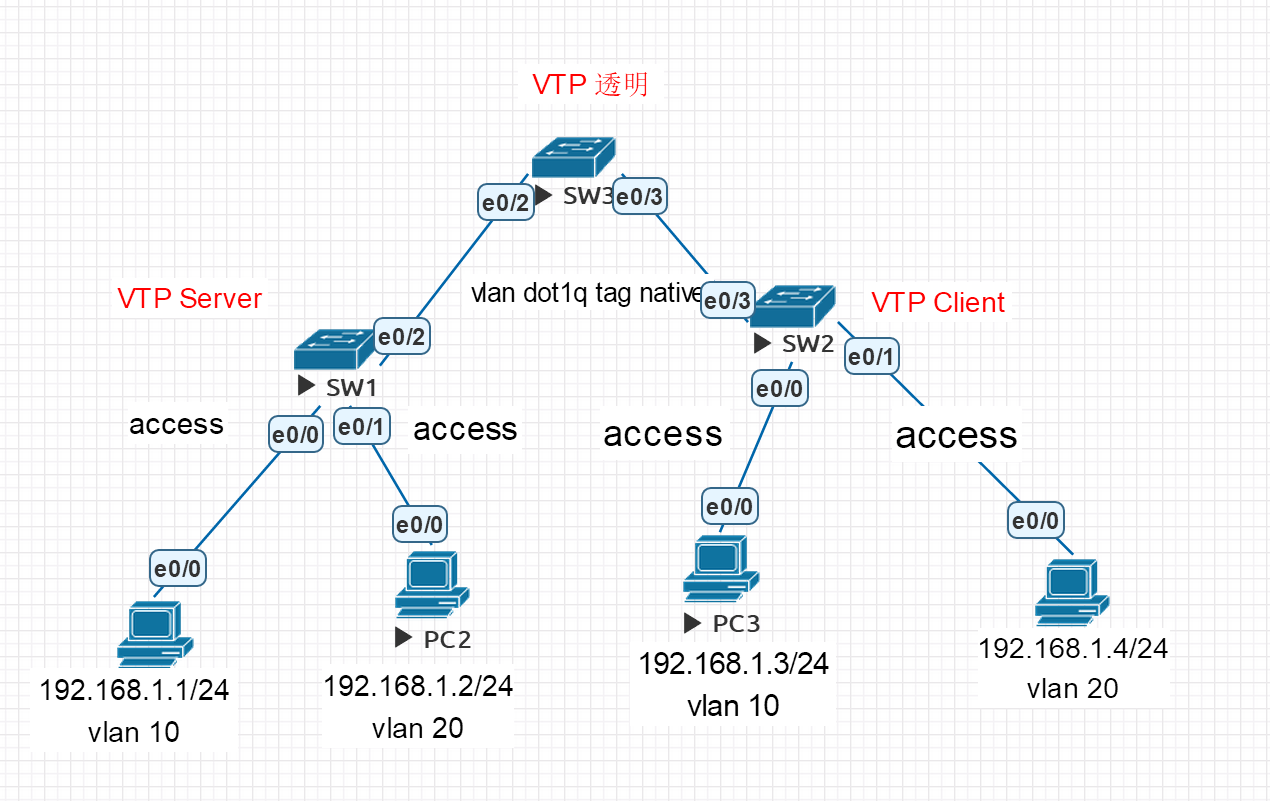 VTP 透明
e0/2
SW3
e0/3
VTP Server
vlan dot1q tag native
e0/3
VTP Client
e0/2
SW2
e0/1
SW1
e0/0
access
e0/0
e0/1
access
access
access
e0/0
e0/0
e0/0
e0/0
PC2
PC3
192.168.1.1/24
vlan 10
192.168.1.2/24
vlan 20
192.168.1.3/24
vlan 10
192.168.1.4/24
vlan 20